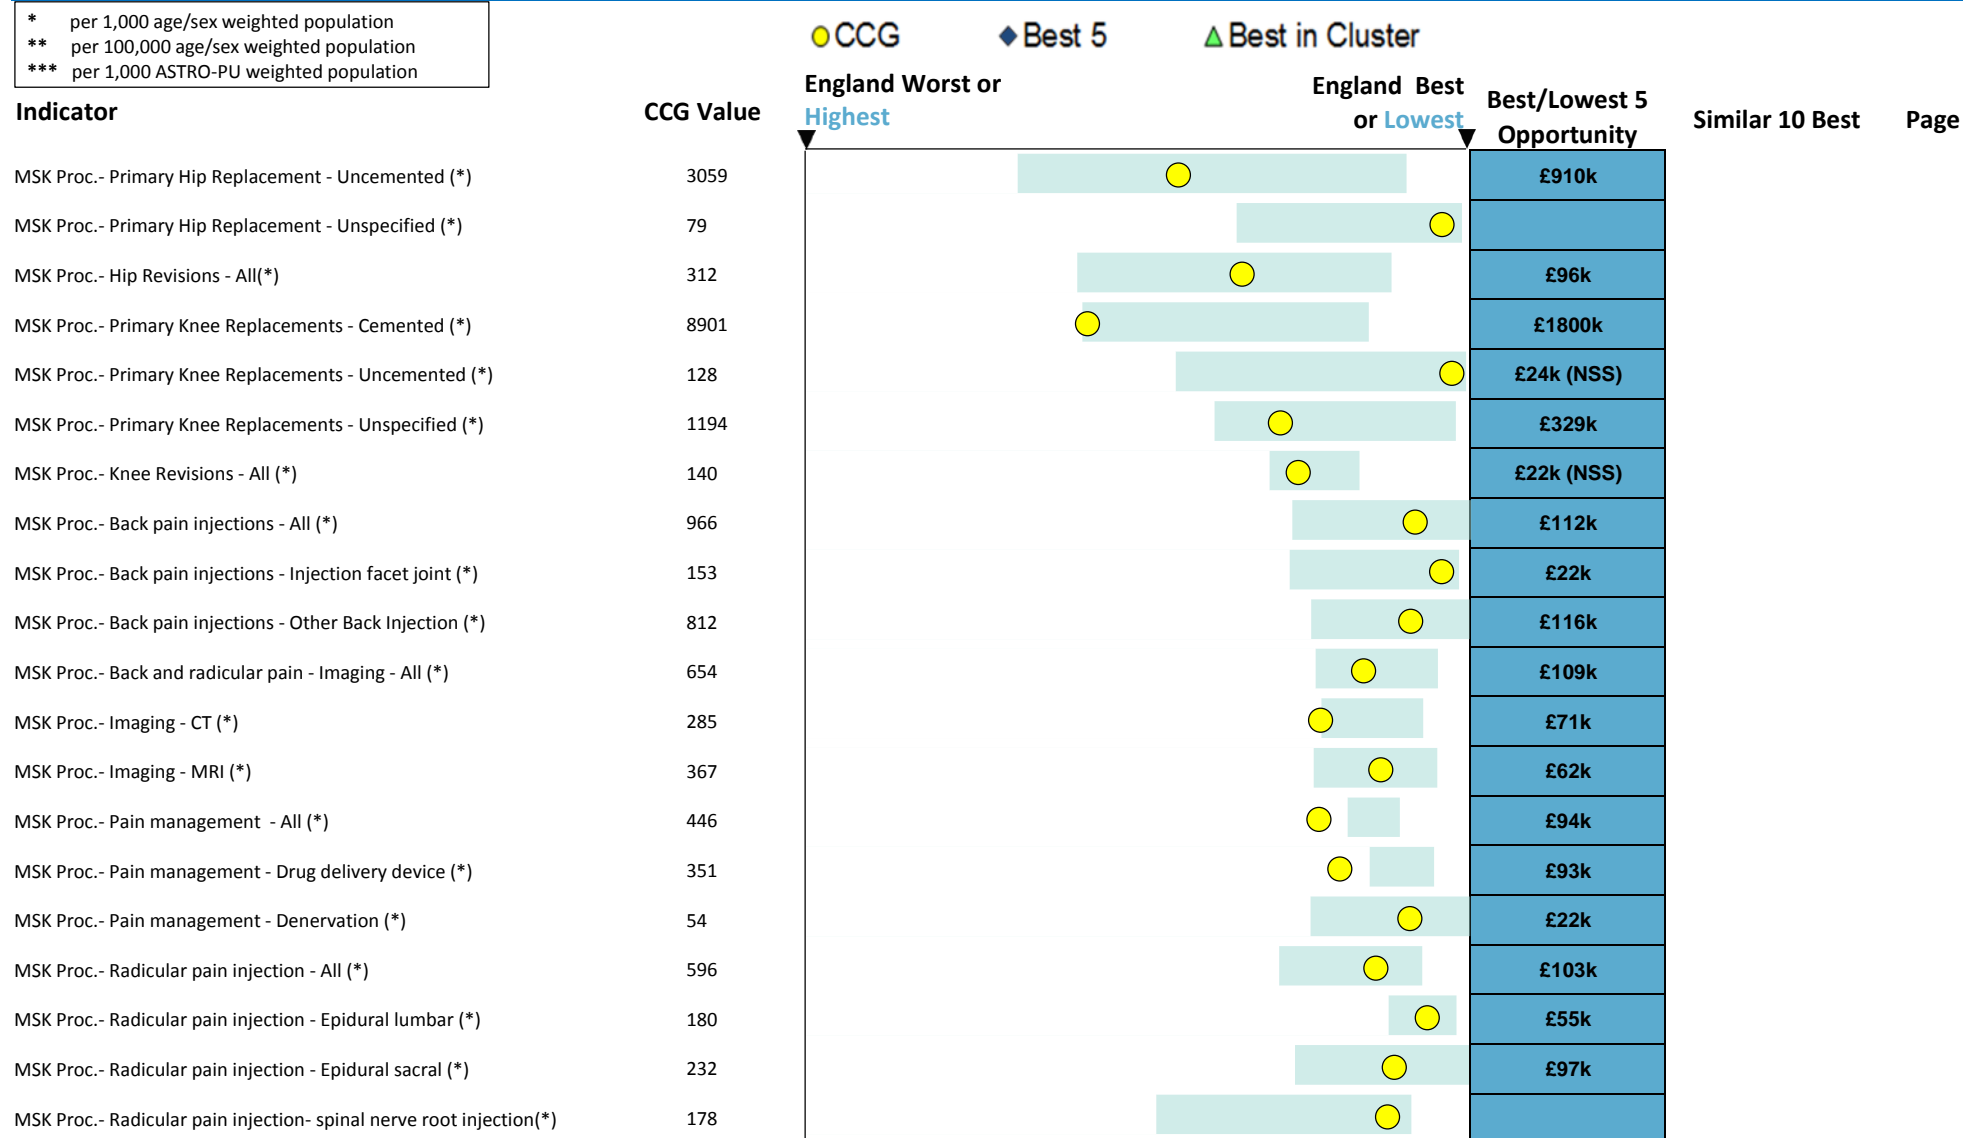 * per 1,000 age/sex weighted population
** per 100,000 age/sex weighted population
*** per 1,000 ASTRO-PU weighted population
CCG Best 5 Best in Cluster
Indicator CCG Value England Worst or Highest England Best or Lowest Best/Lowest 5 Opportunity Similar 10 Best Page
MSK Proc.- Primary Hip Replacement - Uncemented (*) 3059 £910k
MSK Proc.- Primary Hip Replacement - Unspecified (*) 79
MSK Proc.- Hip Revisions - All(*) 312 £96k
MSK Proc.- Primary Knee Replacements - Cemented (*) 8901 £1800k
MSK Proc.- Primary Knee Replacements - Uncemented (*) 128 £24k (NSS)
MSK Proc.- Primary Knee Replacements - Unspecified (*) 1194 £329k
MSK Proc.- Knee Revisions - All (*) 140 £22k (NSS)
MSK Proc.- Back pain injections - All (*) 966 £112k
MSK Proc.- Back pain injections - Injection facet joint (*) 153 £22k
MSK Proc.- Back pain injections - Other Back Injection (*) 812 £116k
MSK Proc.- Back and radicular pain - Imaging - All (*) 654 £109k
MSK Proc.- Imaging - CT (*) 285 £71k
MSK Proc.- Imaging - MRI (*) 367 £62k
MSK Proc.- Pain management - All (*) 446 £94k
MSK Proc.- Pain management - Drug delivery device (*) 351 £93k
MSK Proc.- Pain management - Denervation (*) 54 £22k
MSK Proc.- Radicular pain injection - All (*) 596 £103k
MSK Proc.- Radicular pain injection - Epidural lumbar (*) 180 £55k
MSK Proc.- Radicular pain injection - Epidural sacral (*) 232 £97k
MSK Proc.- Radicular pain injection- spinal nerve root injection(*) 178